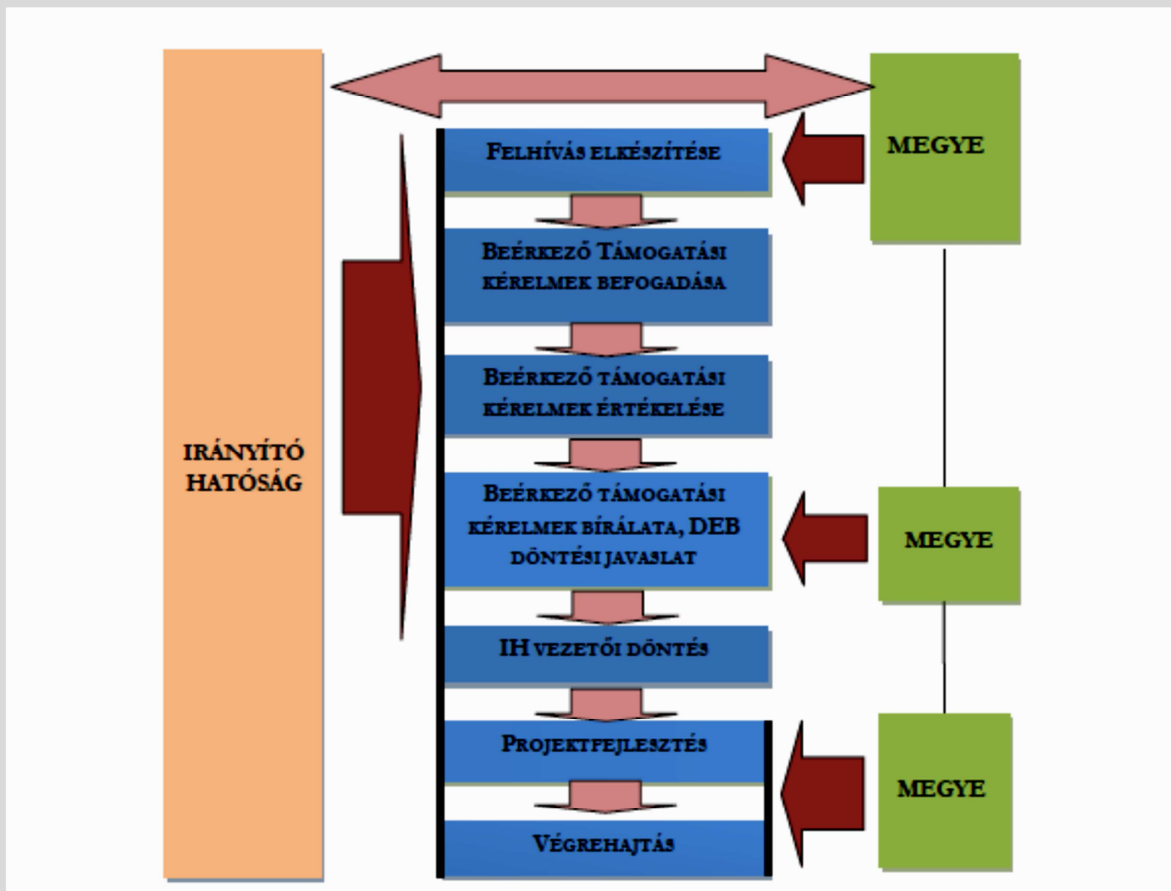 MEGYE
FELHÍVÁS ELKÉSZÍTÉSE
BEÉRKEZŐ TÁMOGATÁSI
KÉRELMEK BEFOGADÁSA
BEÉRKEZŐ TÁMOGATÁSI
KÉRELMEK ÉRTÉKELÉSE
IRÁNYÍTÓ
HATÓSÁG
BEÉRKEZŐ TÁMOGATÁSI
KÉRELMEK BÍRÁLATA, DEB
DÖNTÉSI JAVASLAT
MEGYE
IH VEZETŐI DÖNTÉS
PROJEKTFEJLESZTÉS
MEGYE
VÉGREHAJTÁS